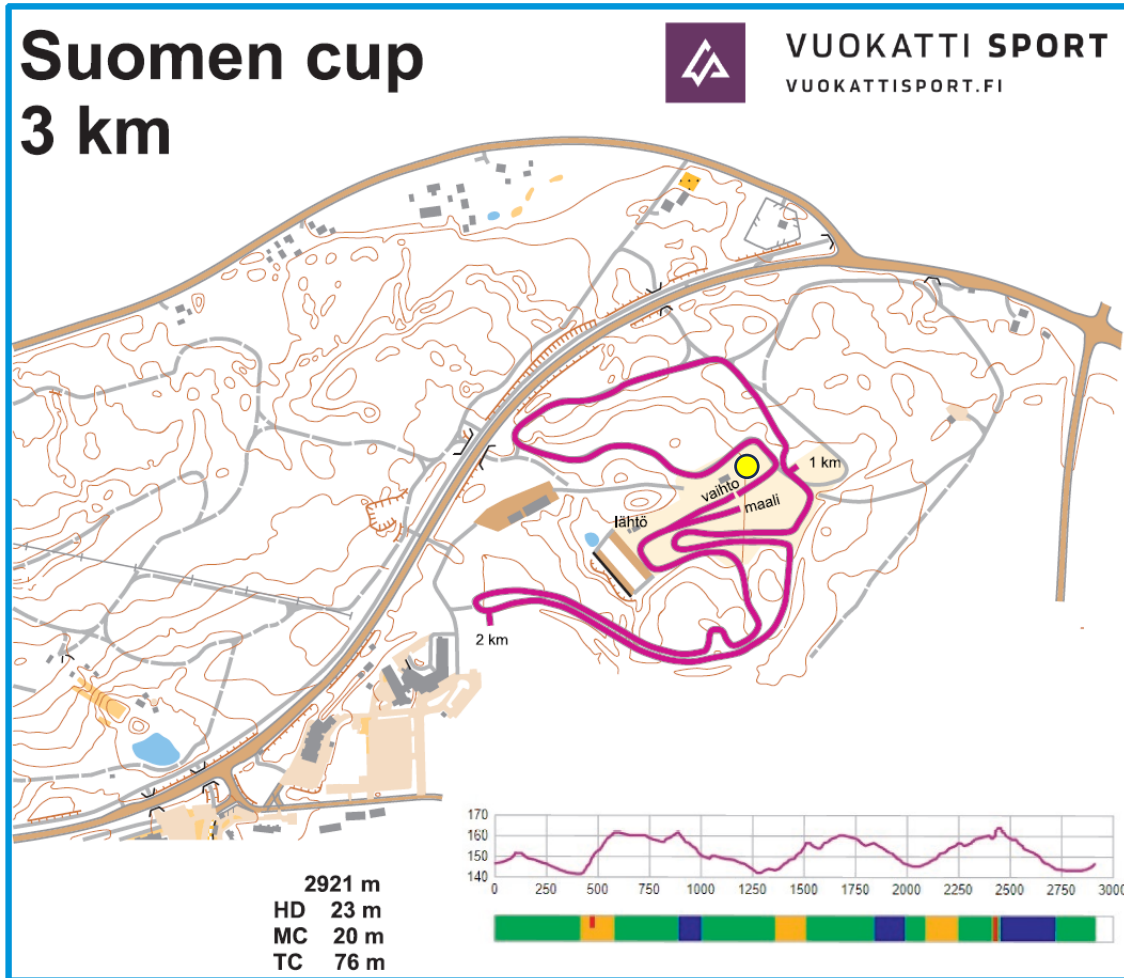 Suomen cup
3 km
VUOKATTI SPORT
VUOKATTISPORT.FI
1 km
vaihto
maali
lähtö
2 km
170
160
150
140
0 250 500 750 1000 1250 1500 1750 2000 2250 2500 2750 3000
2921 m
HD 23 m
MC 20 m
TC 76 m